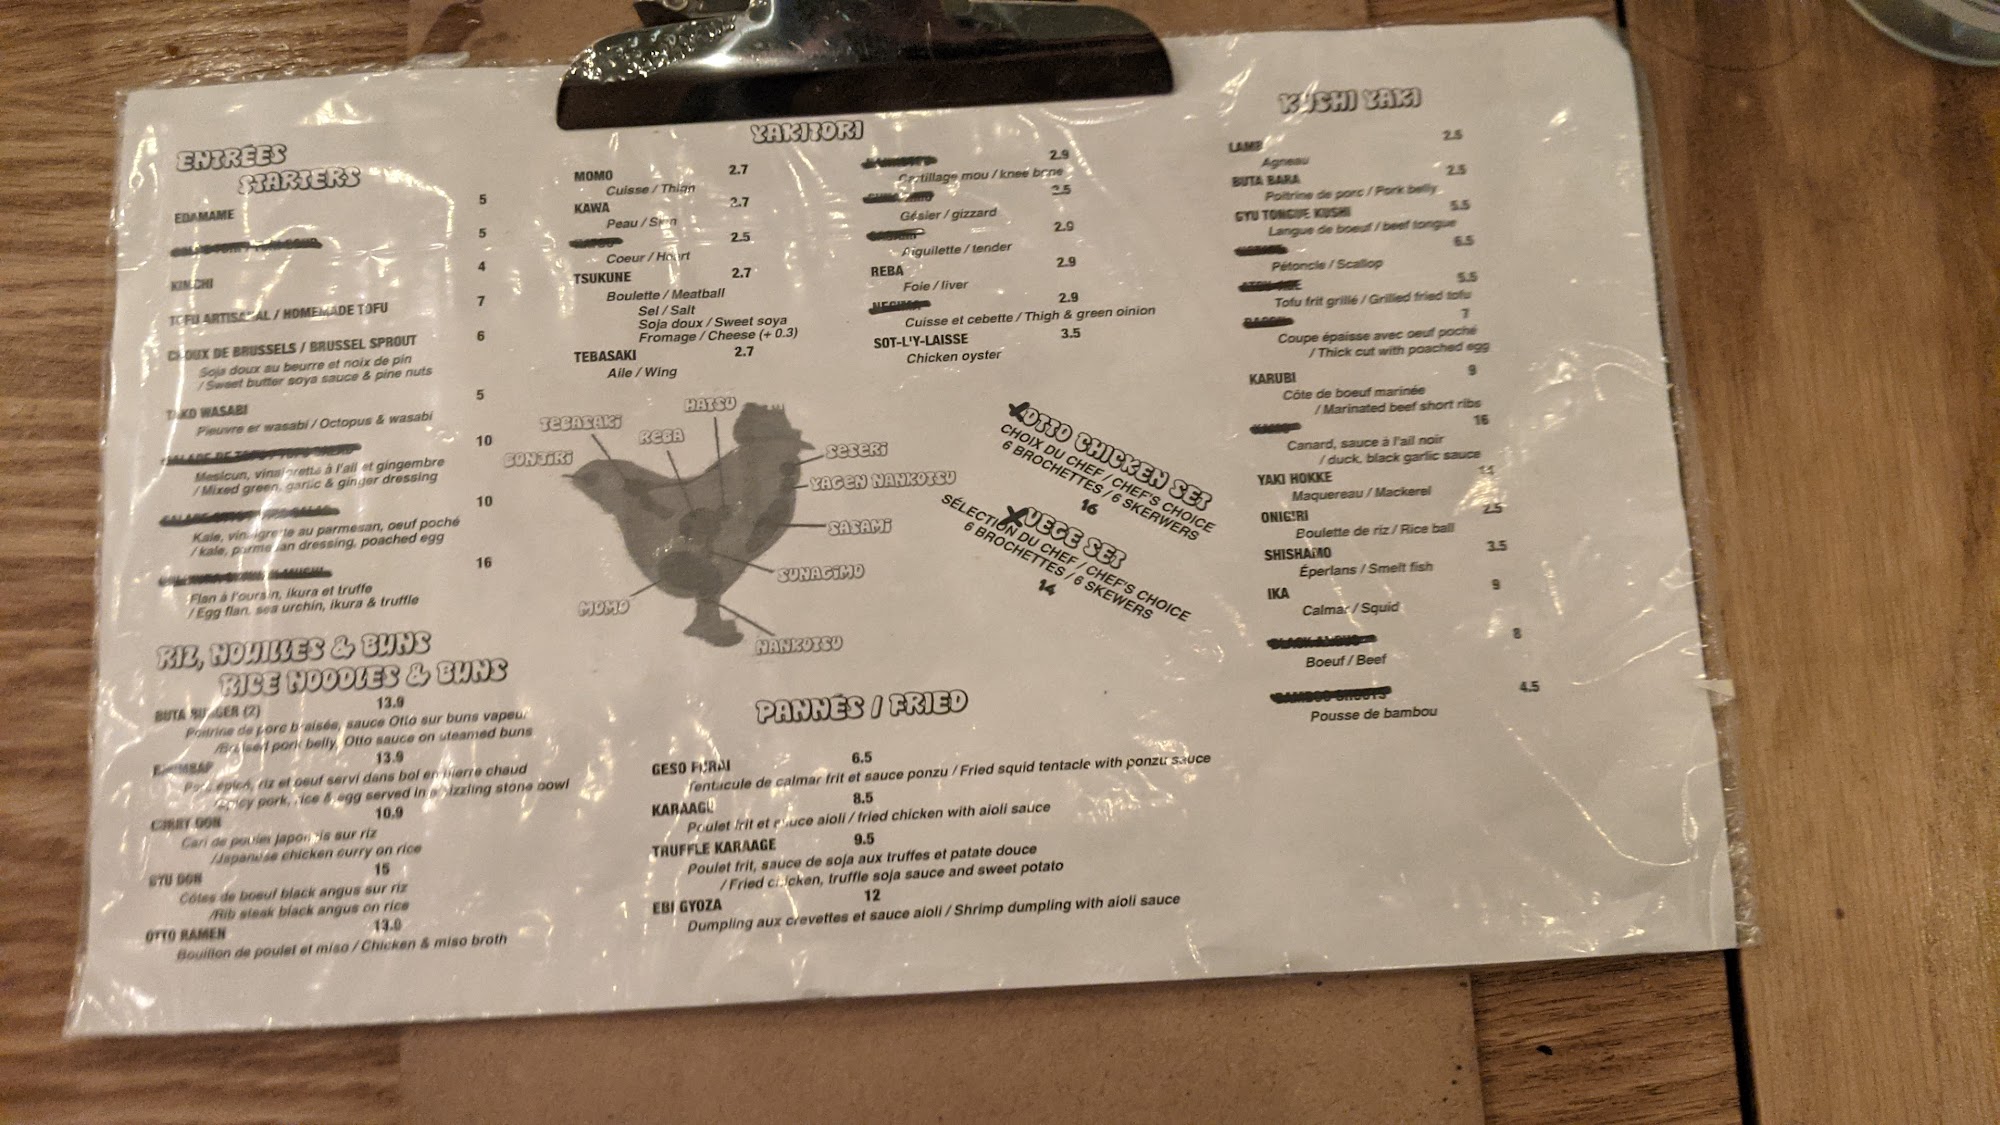 ENTRÉES
STARTERS
EDAMAME 5
5
KIMCHI 4
TOFU ARTISANAL / HOMEMADE TOFU 7
CHOUX DE BRUSSELS / BRUSSEL SPROUT 6
Soja doux au beurre et noix de pin
/ Sweet butter soya sauce & pine nuts
TAKO WASABI 5
Pieuvre er wasabi / Octopus & wasabi
10
Meslcun, vinaigrette à l'ail et gingembre
/ Mixed green, garlic & ginger dressing
10
Kale, vinaigrette au parmesan, oeuf poché
/ kale, parmesan dressing, poached egg
16
Flan à l'oursin, ikura et truffe
/ Egg flan, sea urchin, ikura & truffle
RIZ, NOUILLES & BUNS
RICE NOODLES & BUNS
BUTA BURGER (2) 13.9
Poitrine de porc braisée, sauce Otto sur buns vapeur
/Braised pork belly, Otto sauce on steamed buns
BIBIMBAP 13.9
Porc épicé, riz et oeuf servi dans bol en pierre chaud
/spicy pork, rice & egg served in a sizzling stone bowl
CURRY DON 10.9
Cari de poulet japonais sur riz
/Japanese chicken curry on rice
GYU DON 15
Côtes de boeuf black angus sur riz
/Rib steak black angus on rice
OTTO RAMEN 13.9
Bouillon de poulet et miso / Chicken & miso broth
YAKITORI
MOMO 2.7
Cuisse / Thigh
KAWA 2.7
Peau / Skin
HATSU 2.5
Coeur / Heart
TSUKUNE 2.7
Boulette / Meatball
Sel / Salt
Soja doux / Sweet soya
Fromage / Cheese (+ 0.3)
TEBASAKI 2.7
Aile / Wing
2.9
Cartillage mou / knee bone
2.5
Gésier / gizzard
2.9
Aiguilette / tender
REBA 2.9
Foie / liver
NEGIMA 2.9
Cuisse et cebette / Thigh & green oinion
SOT-L'Y-LAISSE 3.5
Chicken oyster
TEBASAKI
BONJIRI
REBA
HATSU
SESERI
YAGEN NANKOTSU
SASAMI
SUNAGIMO
MOMO
NANKOTSU
OTTO CHICKEN SET
CHOIX DU CHEF / CHEF'S CHOICE
6 BROCHETTES / 6 SKERWERS
16
VEGE SET
SÉLECTION DU CHEF / CHEF'S CHOICE
6 BROCHETTES / 6 SKEWERS
14
PANNÉS / FRIED
GESO FURAI 6.5
Tentacule de calmar frit et sauce ponzu / Fried squid tentacle with ponzu sauce
KARAAGE 8.5
Poulet frit et sauce aioli / fried chicken with aioli sauce
TRUFFLE KARAAGE 9.5
Poulet frit, sauce de soja aux truffes et patate douce
/ Fried chicken, truffle soja sauce and sweet potato
EBI GYOZA 12
Dumpling aux crevettes et sauce aioli / Shrimp dumpling with aioli sauce
KUSHI YAKI
LAMB 2.5
Agneau
BUTA BARA 2.5
Poitrine de porc / Pork belly
GYU TONGUE KUSHI 5.5
Langue de boeuf / beef tongue
6.5
Pétoncle / Scallop
5.5
Tofu frit grillé / Grilled fried tofu
7
Coupe épaisse avec oeuf poché
/ Thick cut with poached egg
KARUBI 9
Côte de boeuf marinée
/ Marinated beef short ribs
16
Canard, sauce à l'ail noir
/ duck, black garlic sauce
YAKI HOKKE 14
Maquereau / Mackerel
ONIGIRI 2.5
Boulette de riz / Rice ball
SHISHAMO 3.5
Éperlans / Smelt fish
IKA 9
Calmar / Squid
BLACK ANGUS 8
Boeuf / Beef
BAMBOO SHOOTS 4.5
Pousse de bambou